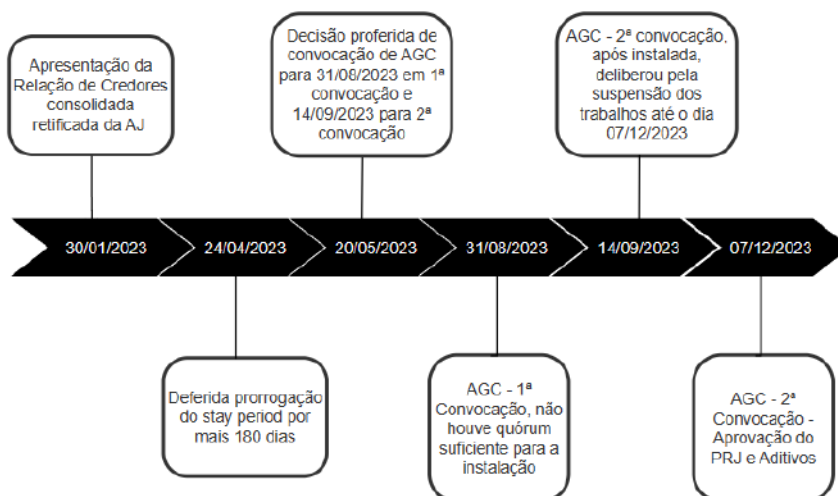 Apresentação da
Relação de Credores
consolidada
retificada da AJ
Decisão proferida de
convocação de AGC
para 31/08/2023 em 1ª
convocação e
14/09/2023 para 2ª
convocação
AGC - 2ª convocação,
após instalada,
deliberou pela
suspensão dos
trabalhos até o dia
07/12/2023
30/01/2023
24/04/2023
20/05/2023
31/08/2023
14/09/2023
07/12/2023
Deferida prorrogação
do stay period por
mais 180 dias
AGC - 1ª
Convocação, não
houve quórum
suficiente para a
instalação
AGC - 2ª
Convocação -
Aprovação do
PRJ e Aditivos